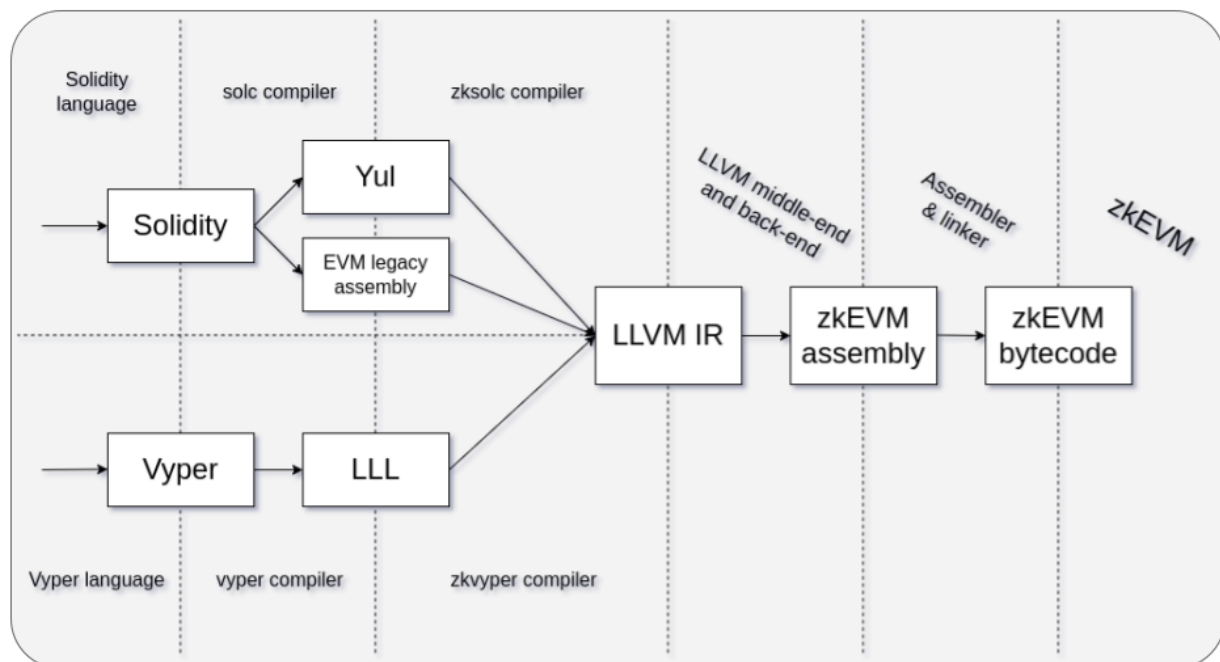 Solidity
language
solc compiler
zksolc compiler
LLVM middle-end
and back-end
Assembler
& linker
zkEVM
Solidity
Yul
EVM legacy
assembly
LLVM IR
zkEVM
assembly
zkEVM
bytecode
Vyper
LLL
Vyper language
vyper compiler
zkvyper compiler